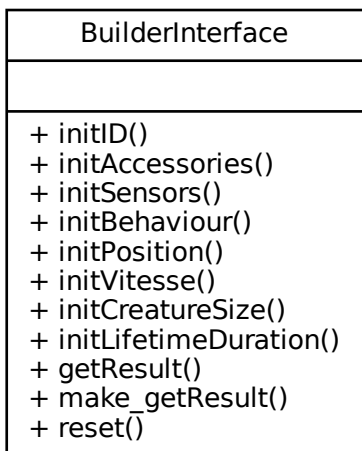 BuilderInterface
+ initID()
+ initAccessories()
+ initSensors()
+ initBehaviour()
+ initPosition()
+ initVitesse()
+ initCreatureSize()
+ initLifetimeDuration()
+ getResult()
+ make_getResult()
+ reset()